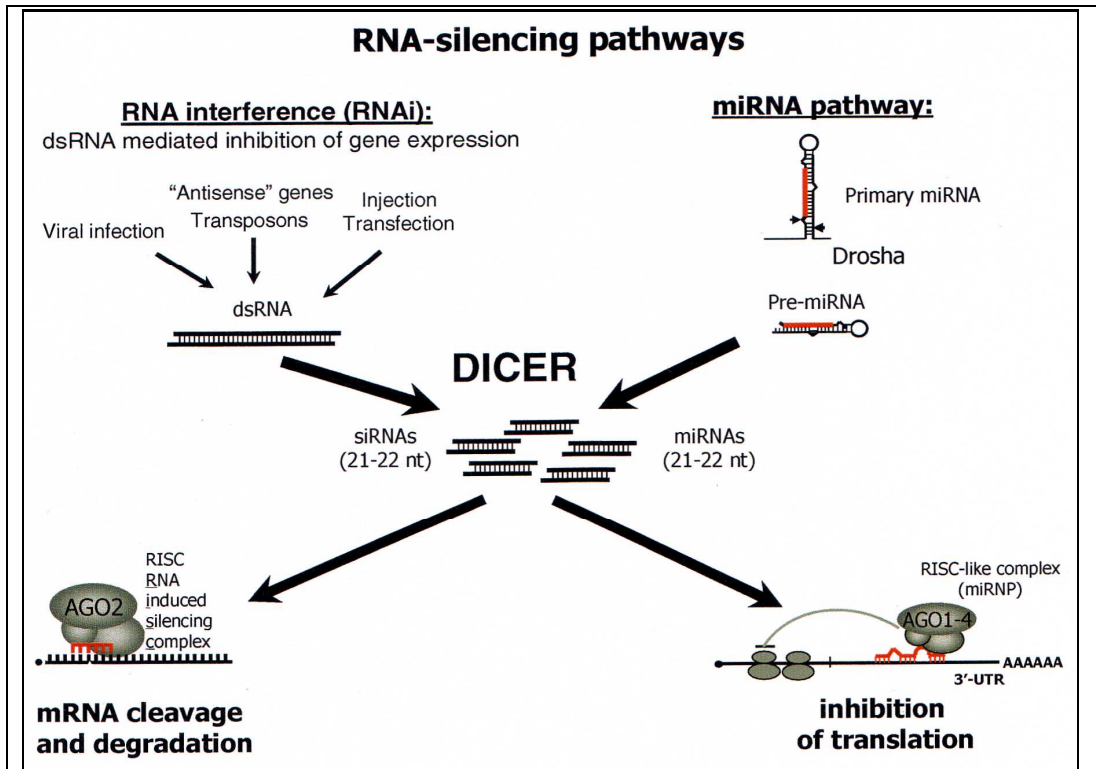 RNA-silencing pathways
RNA interference (RNAi):
dsRNA mediated inhibition of gene expression
"Antisense" genes
Transposons
Injection
Transfection
Viral infection
dsRNA
miRNA pathway:
Primary miRNA
Drosha
Pre-miRNA
DICER
siRNAs
(21-22 nt)
miRNAs
(21-22 nt)
AGO2
RISC
RNA
induced
silencing
complex
mRNA cleavage
and degradation
RISC-like complex
(miRNP)
AGO1-4
AAAAAA
3'-UTR
inhibition
of translation